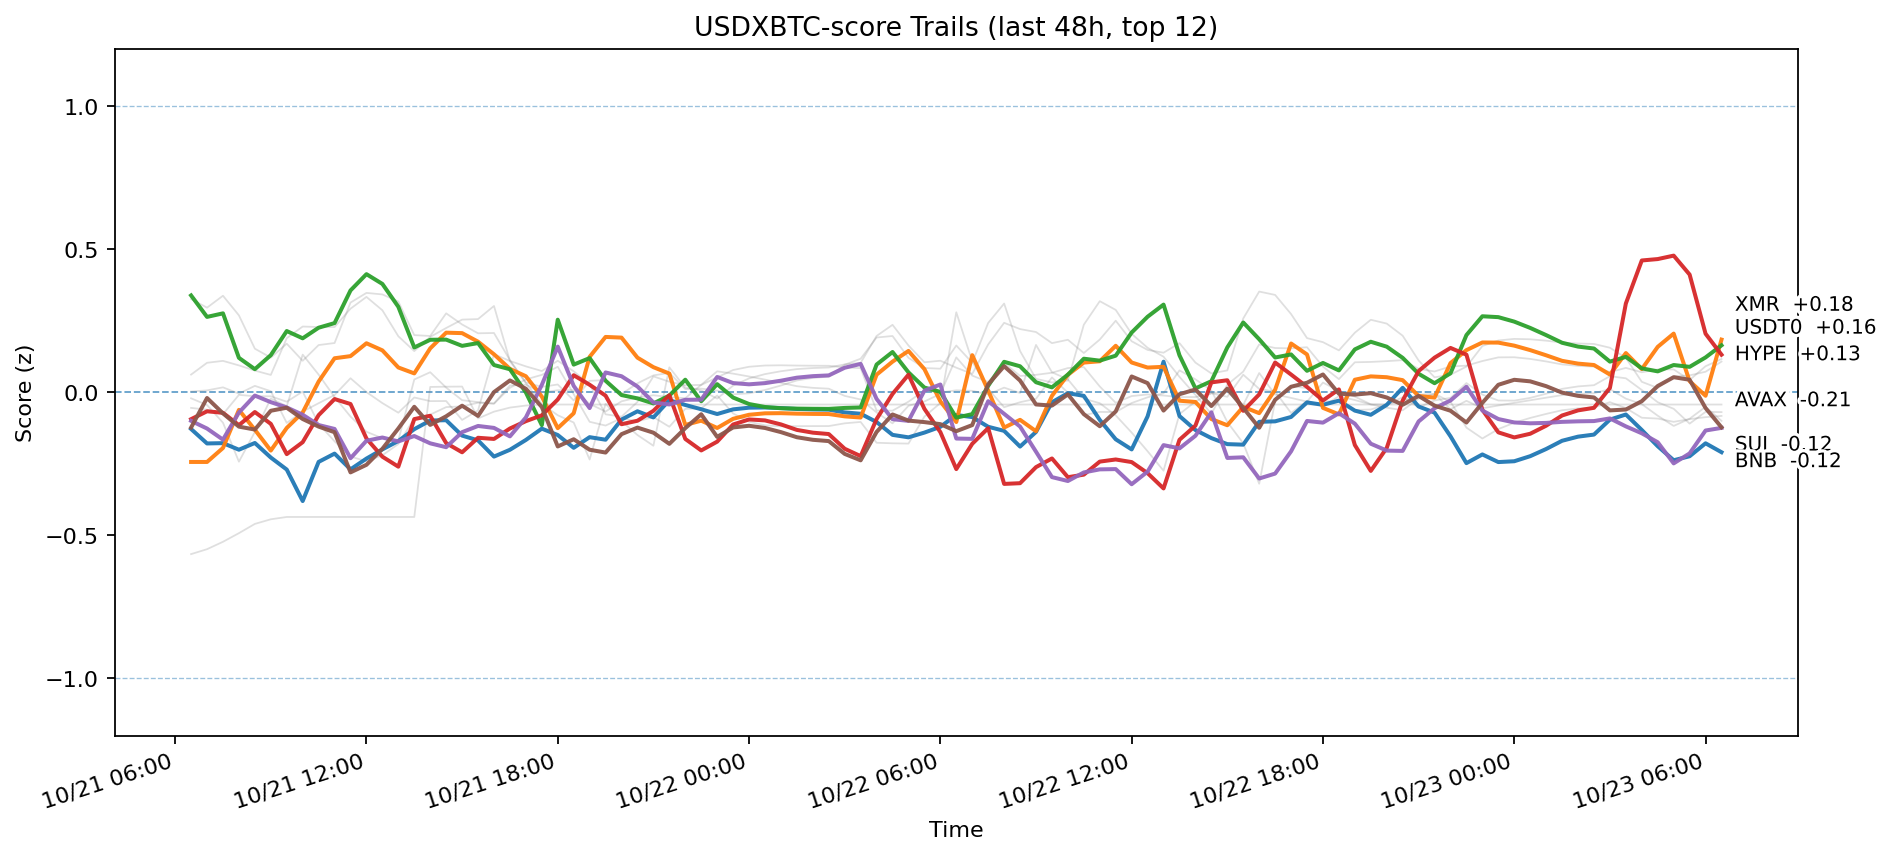 USDXBTC-score Trails (last 48h, top 12)
Score (z)
1.0
0.5
0.0
−0.5
−1.0
XMR +0.18
USDT0 +0.16
HYPE +0.13
AVAX -0.21
SUI -0.12
BNB -0.12
10/21 06:00
10/21 12:00
10/21 18:00
10/22 00:00
10/22 06:00
10/22 12:00
10/22 18:00
10/23 00:00
10/23 06:00
Time